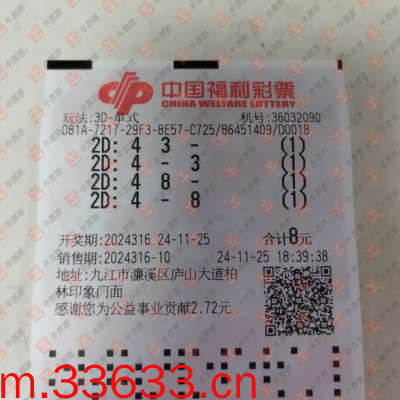 中国福利彩票
CHINA WELFARE LOTTERY
玩法:3D-单式 机号:36032090
081A-7217-29F3-8E57-C725/86451409/D0018
2D: 4 3 - (1)
2D: 4 - 3 (1)
2D: 4 8 - (1)
2D: 4 - 8 (1)
开奖期:2024316 24-11-25 合计8元
销售期:2024316-10 24-11-25 18:39:38
地址:九江市濂溪区庐山大道柏
林印象门面
感谢您为公益事业贡献2.72元
m.33633.cn